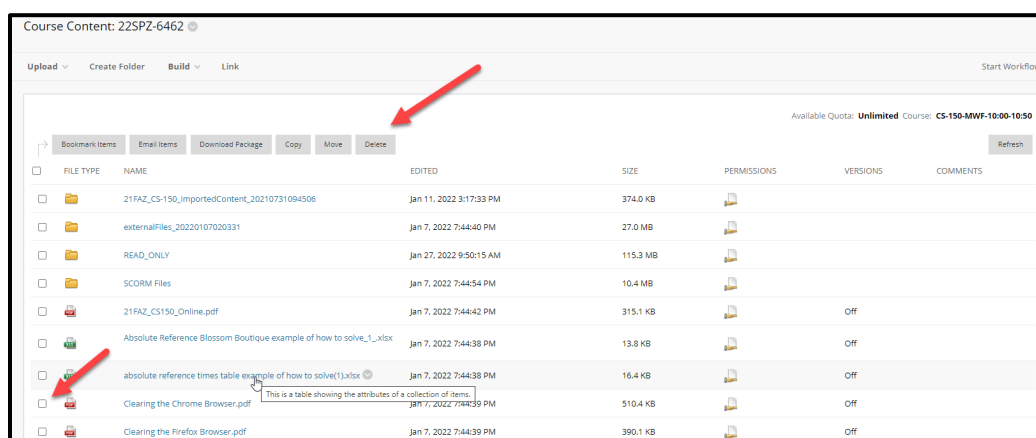 Course Content: 22SPZ-6462
Upload Create Folder Build Link Start Workflow
Available Quota: Unlimited Course: CS-150-MWF-10:00-10:50
Bookmark Items Email Items Download Package Copy Move Delete Refresh
FILE TYPE NAME EDITED SIZE PERMISSIONS VERSIONS COMMENTS
21FAZ_CS-150_ImportedContent_20210731094506 Jan 11, 2022 3:17:33 PM 374.0 KB
externalFiles_20220107020331 Jan 7, 2022 7:44:40 PM 27.0 MB
READ_ONLY Jan 27, 2022 9:50:15 AM 115.3 MB
SCORM Files Jan 7, 2022 7:44:54 PM 10.4 MB
21FAZ_CS150_Online.pdf Jan 7, 2022 7:44:42 PM 315.1 KB Off
Absolute Reference Blossom Boutique example of how to solve_1_.xlsx Jan 7, 2022 7:44:38 PM 13.8 KB Off
absolute reference times table example of how to solve(1).xlsx Jan 7, 2022 7:44:38 PM 16.4 KB Off
This is a table showing the attributes of a collection of items.
Clearing the Chrome Browser.pdf Jan 7, 2022 7:44:39 PM 510.4 KB Off
Clearing the Firefox Browser.pdf Jan 7, 2022 7:44:39 PM 390.1 KB Off